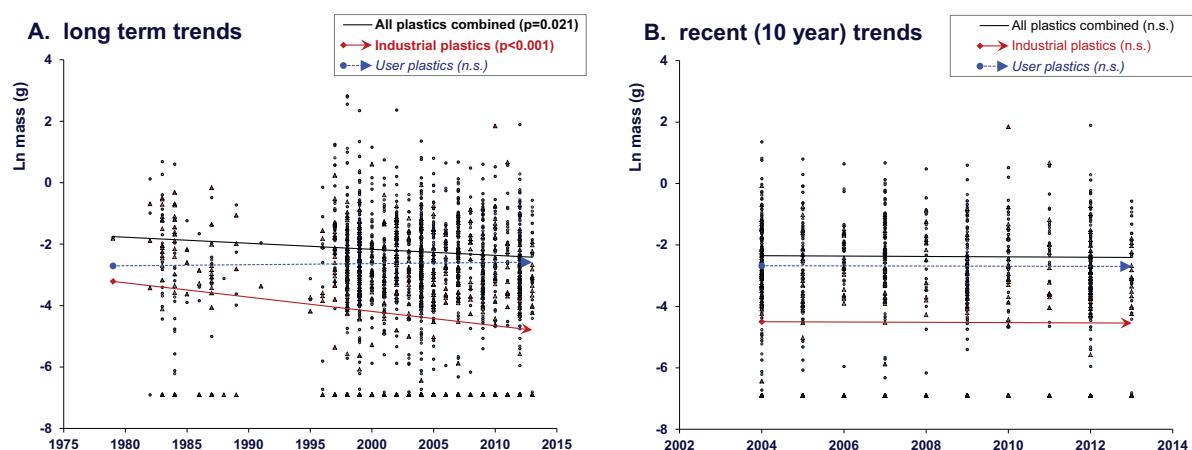 A. long term trends
All plastics combined (p=0.021)
Industrial plastics (p<0.001)
User plastics (n.s.)
Ln mass (g)
4
2
0
-2
-4
-6
-8
1975 1980 1985 1990 1995 2000 2005 2010 2015
B. recent (10 year) trends
All plastics combined (n.s.)
Industrial plastics (n.s.)
User plastics (n.s.)
Ln mass (g)
4
2
0
-2
-4
-6
-8
2002 2004 2006 2008 2010 2012 2014